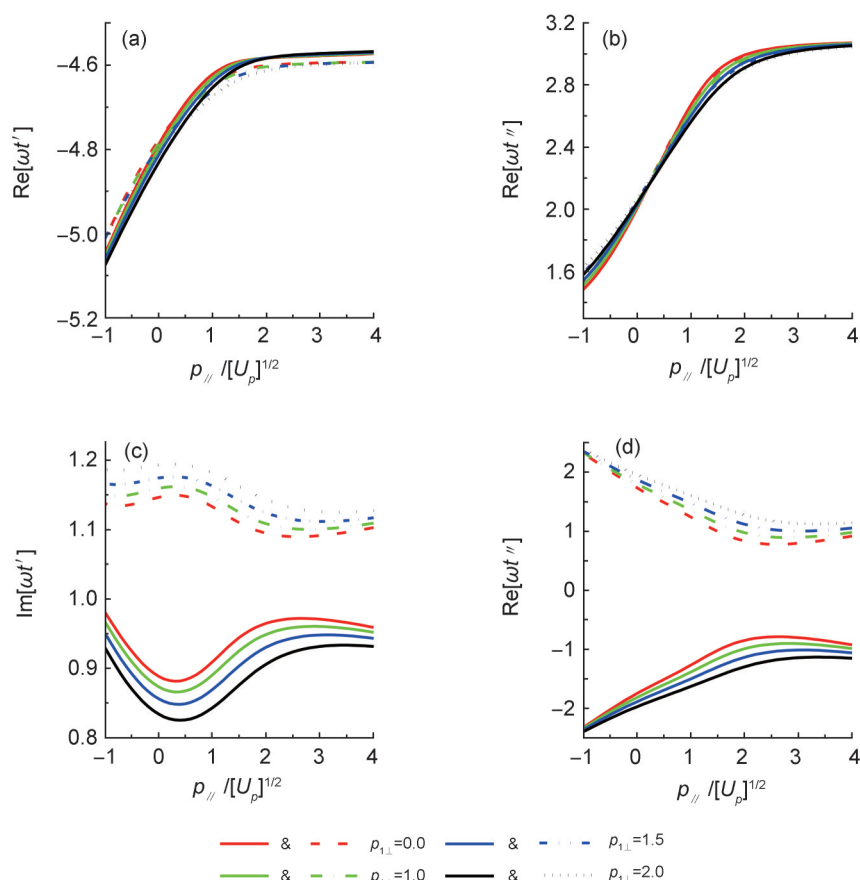 (a)
−4.6
−4.8
−5.0
−5.2
Re[ωt′]
−1 0 1 2 3 4
p⫽ /[Uₚ]^1/2
(b)
3.2
2.8
2.4
2.0
1.6
Re[ωt″]
−1 0 1 2 3 4
p⫽ /[Uₚ]^1/2
(c)
1.2
1.1
1.0
0.9
0.8
Im[ωt′]
−1 0 1 2 3 4
p⫽ /[Uₚ]^1/2
(d)
2
1
0
−1
−2
Re[ωt″]
−1 0 1 2 3 4
p⫽ /[Uₚ]^1/2
& p₁⊥=0.0 & p₁⊥=1.5
& p₁⊥=1.0 & p₁⊥=2.0